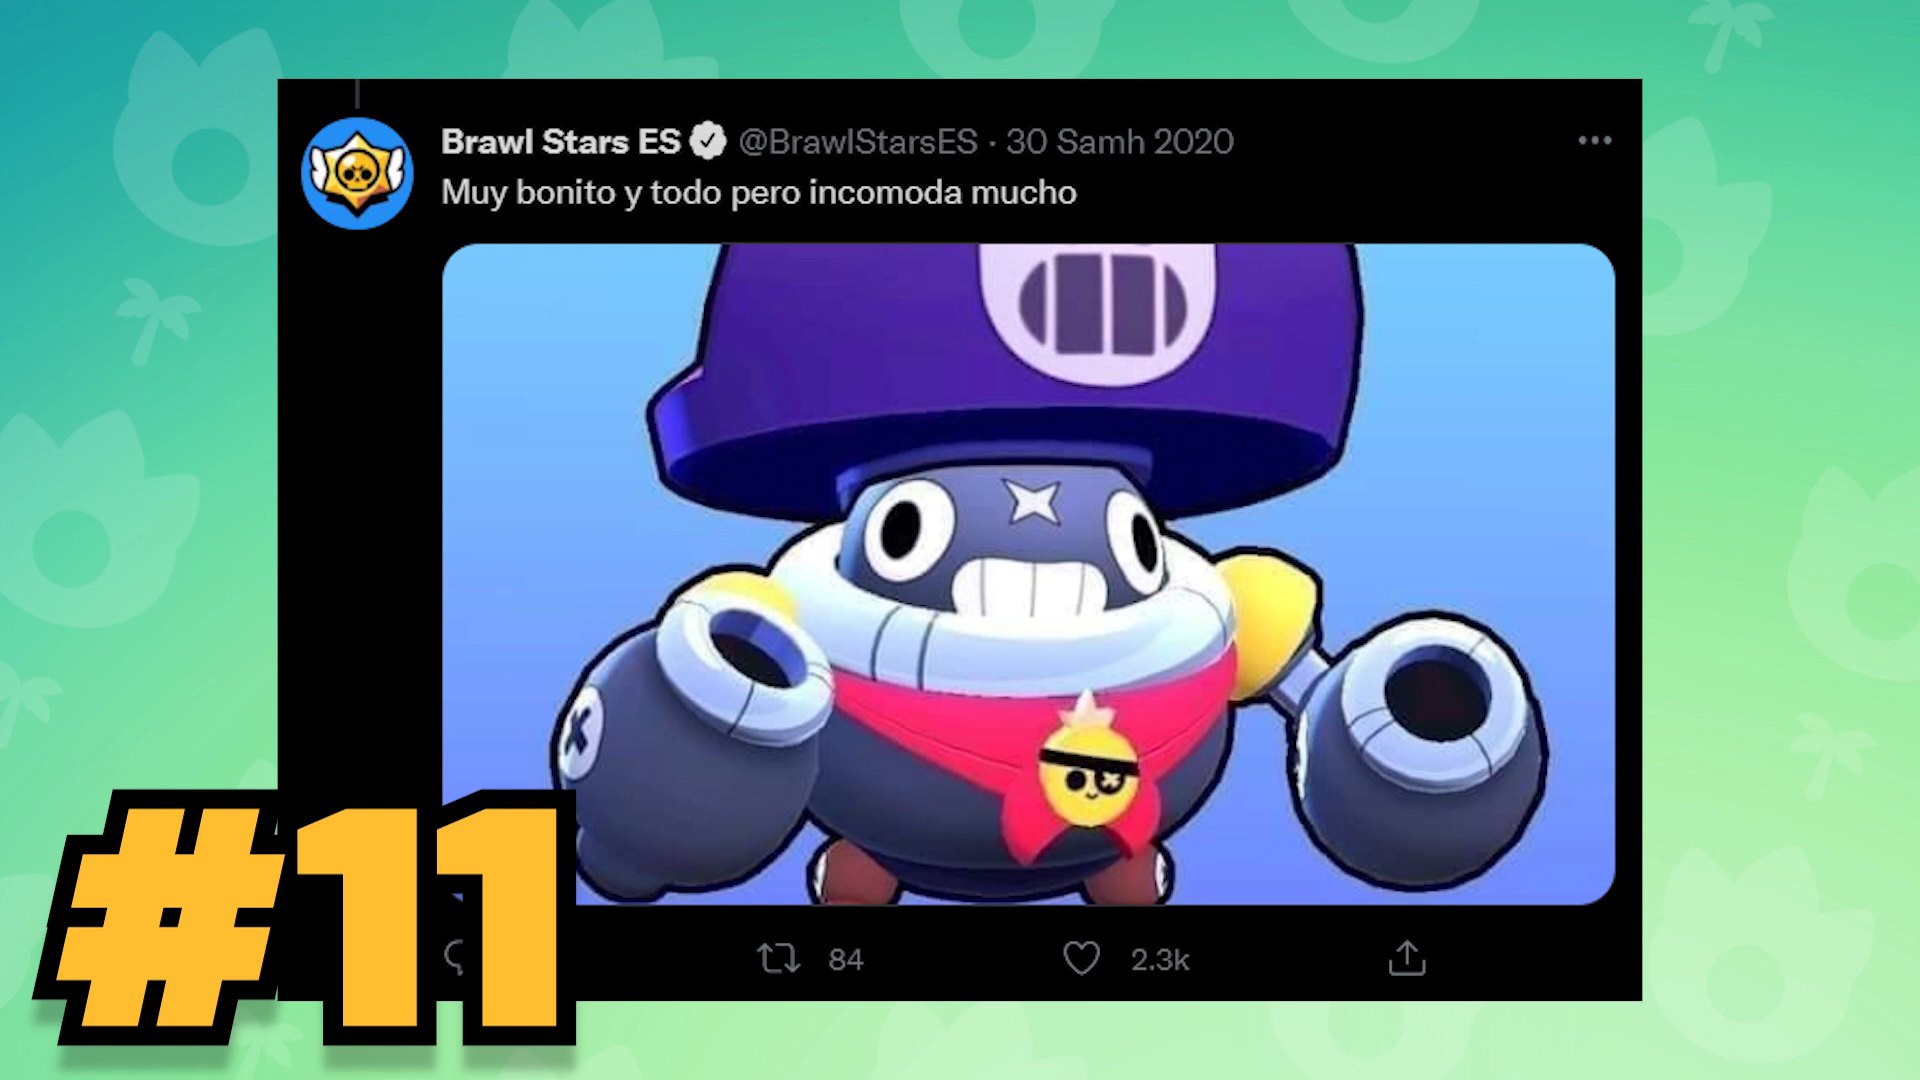 Brawl Stars ES @BrawlStarsES · 30 Samh 2020
Muy bonito y todo pero incomoda mucho
84 2.3k
#11